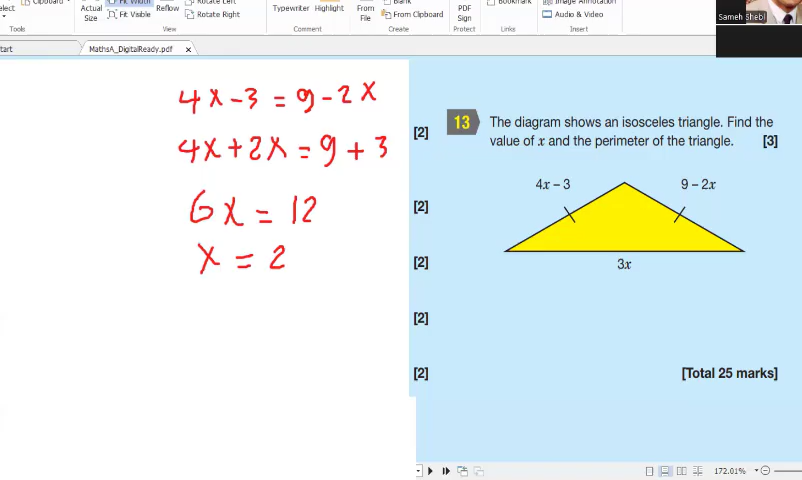 Clipboard
Actual
Size
Fit Width
Fit Visible
Reflow
Rotate Left
Rotate Right
Typewriter
Highlight
From
File
Blank
From Clipboard
PDF
Sign
Bookmark
Image Annotation
Audio & Video
Sameh Shebl
Tools
View
Comment
Insert
Protect
Links
tart
MathsA_DigitalReady.pdf
4x - 3 = 9 - 2x
4x + 2x = 9 + 3
6x = 12
x = 2
[2]
[2]
[2]
[2]
[2]
13 The diagram shows an isosceles triangle. Find the
value of x and the perimeter of the triangle. [3]
4x – 3
9 – 2x
3x
[Total 25 marks]
172.01%